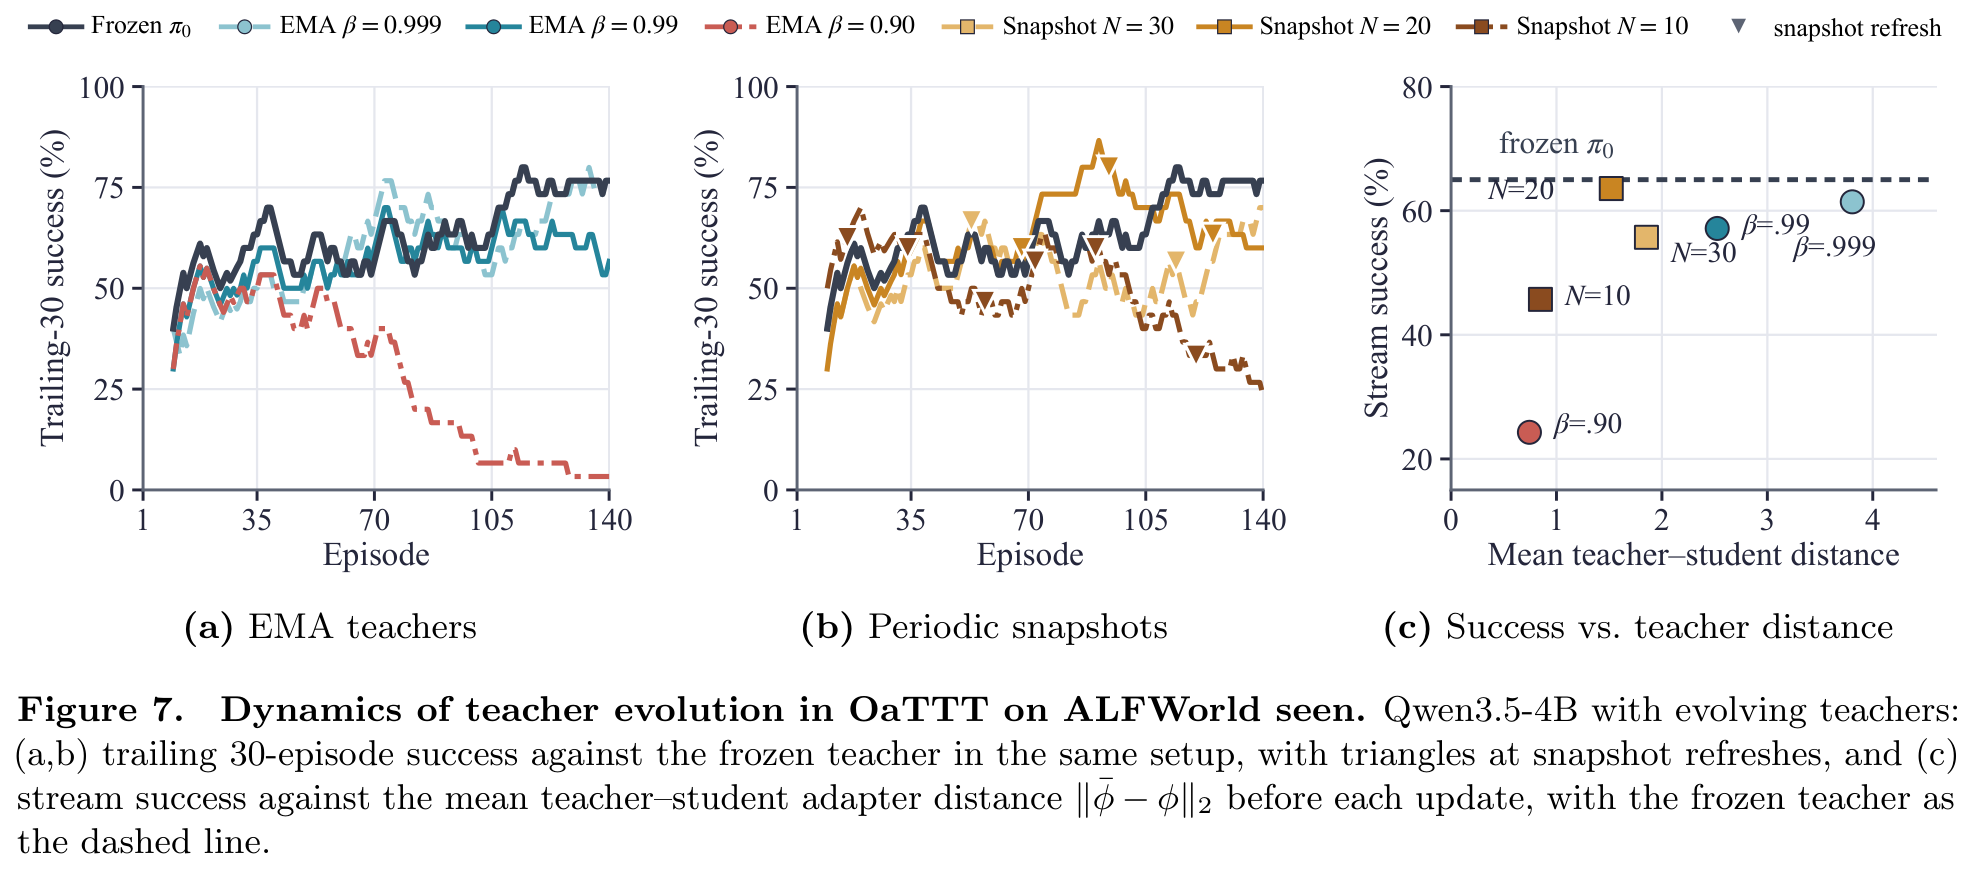 Frozen π₀ EMA β = 0.999 EMA β = 0.99 EMA β = 0.90 Snapshot N = 30 Snapshot N = 20 Snapshot N = 10 snapshot refresh
Trailing-30 success (%)
100
75
50
25
0
1 35 70 105 140
Episode
(a) EMA teachers
Trailing-30 success (%)
100
75
50
25
0
1 35 70 105 140
Episode
(b) Periodic snapshots
Stream success (%)
80
60
40
20
frozen π₀
N=20
β=.99
N=30
β=.999
N=10
β=.90
0 1 2 3 4
Mean teacher–student distance
(c) Success vs. teacher distance
Figure 7. Dynamics of teacher evolution in OaTTT on ALFWorld seen. Qwen3.5-4B with evolving teachers:
(a,b) trailing 30-episode success against the frozen teacher in the same setup, with triangles at snapshot refreshes, and (c)
stream success against the mean teacher–student adapter distance ‖ϕ̄ − ϕ‖₂ before each update, with the frozen teacher as
the dashed line.